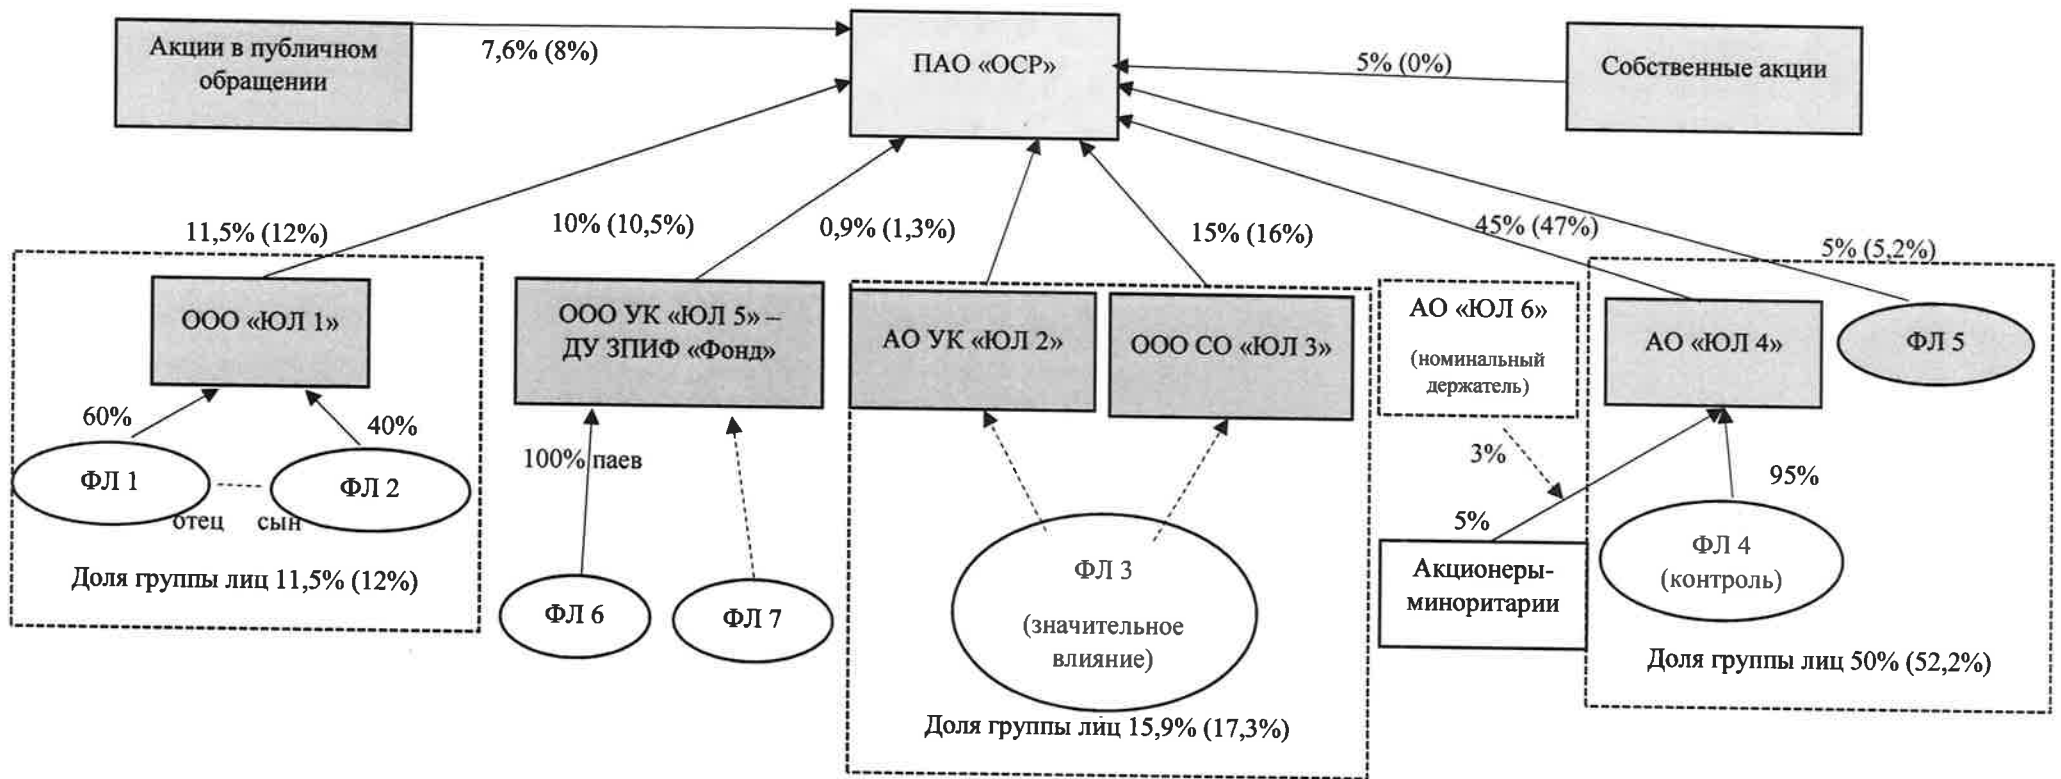 Акции в публичном
обращении
7,6% (8%)
ПАО «ОСР»
5% (0%)
Собственные акции
11,5% (12%)
10% (10,5%)
0,9% (1,3%)
15% (16%)
45% (47%)
5% (5,2%)
ООО «ЮЛ 1»
ООО УК «ЮЛ 5» –
ДУ ЗПИФ «Фонд»
АО УК «ЮЛ 2»
ООО СО «ЮЛ 3»
АО «ЮЛ 6»
(номинальный
держатель)
АО «ЮЛ 4»
ФЛ 5
60%
40%
100% паев
3%
95%
5%
ФЛ 1
ФЛ 2
отец сын
Доля группы лиц 11,5% (12%)
ФЛ 6
ФЛ 7
ФЛ 3
(значительное
влияние)
Доля группы лиц 15,9% (17,3%)
Акционеры-
миноритарии
ФЛ 4
(контроль)
Доля группы лиц 50% (52,2%)